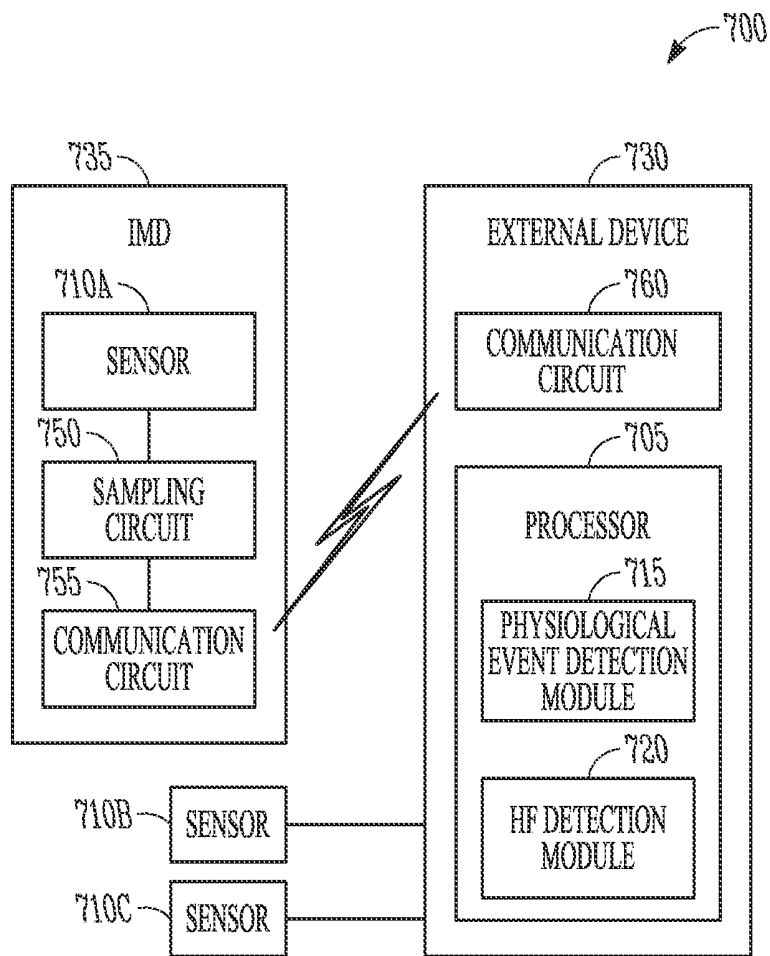 700
735
IMD
710A
SENSOR
750
SAMPLING
CIRCUIT
755
COMMUNICATION
CIRCUIT
730
EXTERNAL DEVICE
760
COMMUNICATION
CIRCUIT
705
PROCESSOR
715
PHYSIOLOGICAL
EVENT DETECTION
MODULE
720
HF DETECTION
MODULE
710B
SENSOR
710C
SENSOR